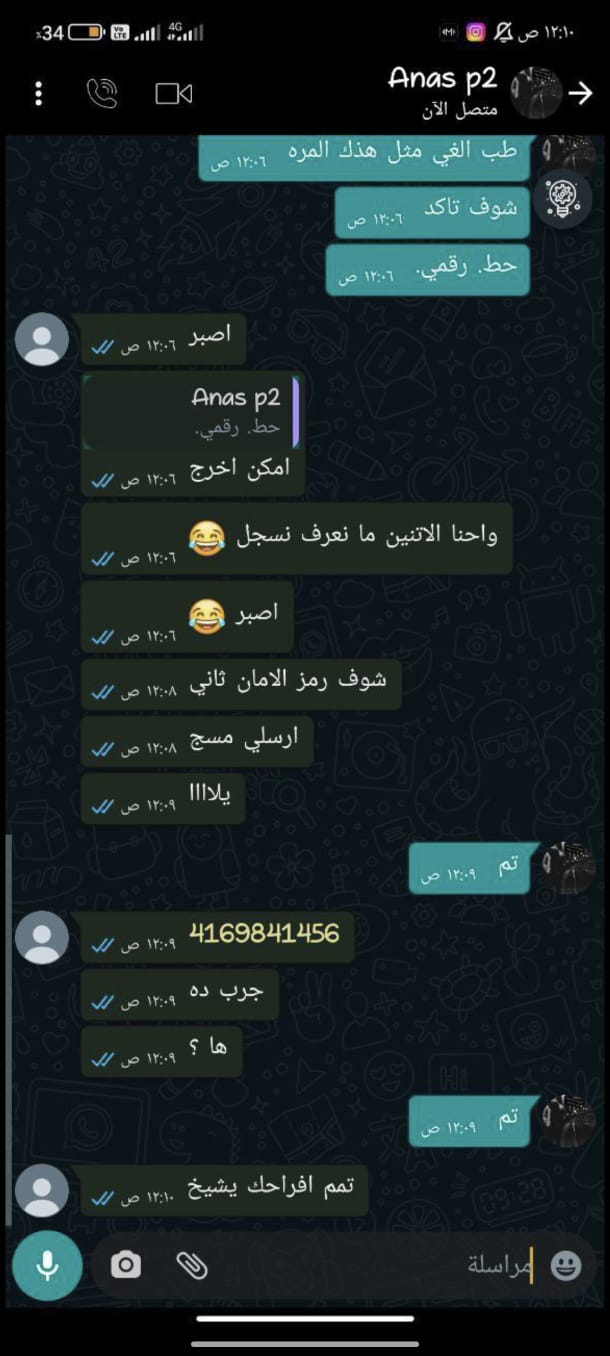 ١٢:١٠ ص
4G
Vo LTE
٪34
Anas p2
متصل الآن
طب الغي مثل هذك المره ١٢:٠٦ ص
شوف تاكد ١٢:٠٦ ص
حط. رقمي. ١٢:٠٦ ص
اصبر ١٢:٠٦ ص
Anas p2
حط. رقمي.
امكن اخرج ١٢:٠٦ ص
واحنا الاتنين ما نعرف نسجل 😂 ١٢:٠٦ ص
اصبر 😂 ١٢:٠٦ ص
شوف رمز الامان ثاني ١٢:٠٨ ص
ارسلي مسج ١٢:٠٨ ص
يلاااا ١٢:٠٩ ص
تم ١٢:٠٩ ص
4169841456 ١٢:٠٩ ص
جرب ده ١٢:٠٩ ص
ها ؟ ١٢:٠٩ ص
تم ١٢:٠٩ ص
تمم افراحك يشيخ ١٢:١٠ ص
مراسلة